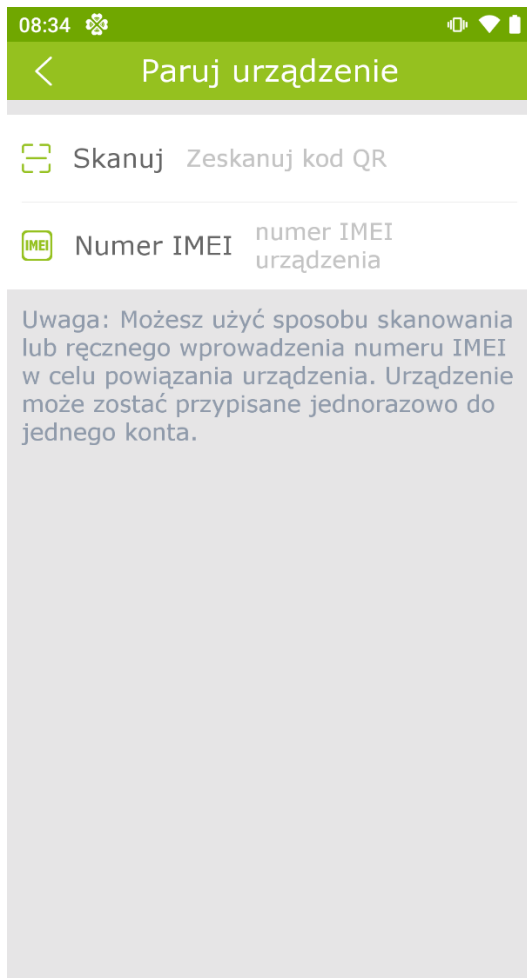 08:34
Paruj urządzenie
Skanuj Zeskanuj kod QR
IMEI Numer IMEI numer IMEI
urządzenia
Uwaga: Możesz użyć sposobu skanowania
lub ręcznego wprowadzenia numeru IMEI
w celu powiązania urządzenia. Urządzenie
może zostać przypisane jednorazowo do
jednego konta.